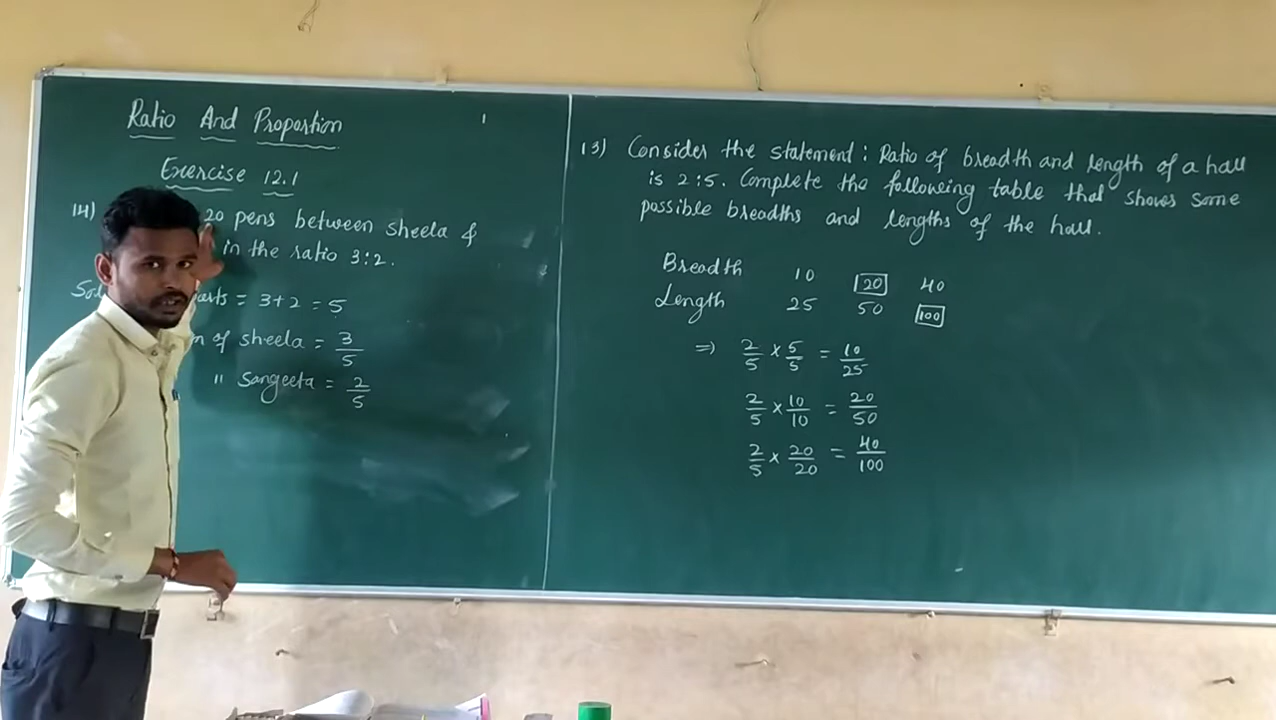 Ratio And Proportion
Exercise 12.1
14) 20 pens between sheela &
in the ratio 3:2.
Sol arts = 3+2 = 5
n of sheela = 3/5
" Sangeeta = 2/5
13) Consider the statement : Ratio of breadth and length of a hall
is 2:5. Complete the following table that shows some
possible breadths and lengths of the hall.
Breadth 10 20 40
Length 25 50 100
=> 2/5 × 5/5 = 10/25
2/5 × 10/10 = 20/50
2/5 × 20/20 = 40/100